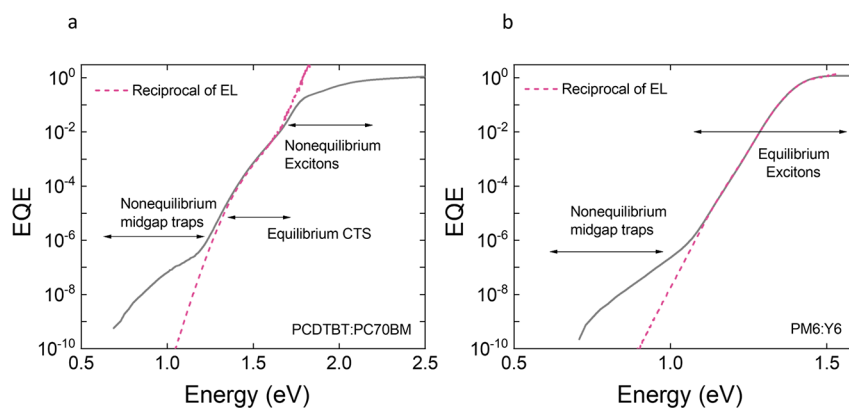 a
EQE
10^0
10^-2
10^-4
10^-6
10^-8
10^-10
Reciprocal of EL
Nonequilibrium
Excitons
Nonequilibrium
midgap traps
Equilibrium CTS
PCDTBT:PC70BM
0.5 1.0 1.5 2.0 2.5
Energy (eV)
b
EQE
10^0
10^-2
10^-4
10^-6
10^-8
10^-10
Reciprocal of EL
Equilibrium
Excitons
Nonequilibrium
midgap traps
PM6:Y6
0.5 1.0 1.5
Energy (eV)